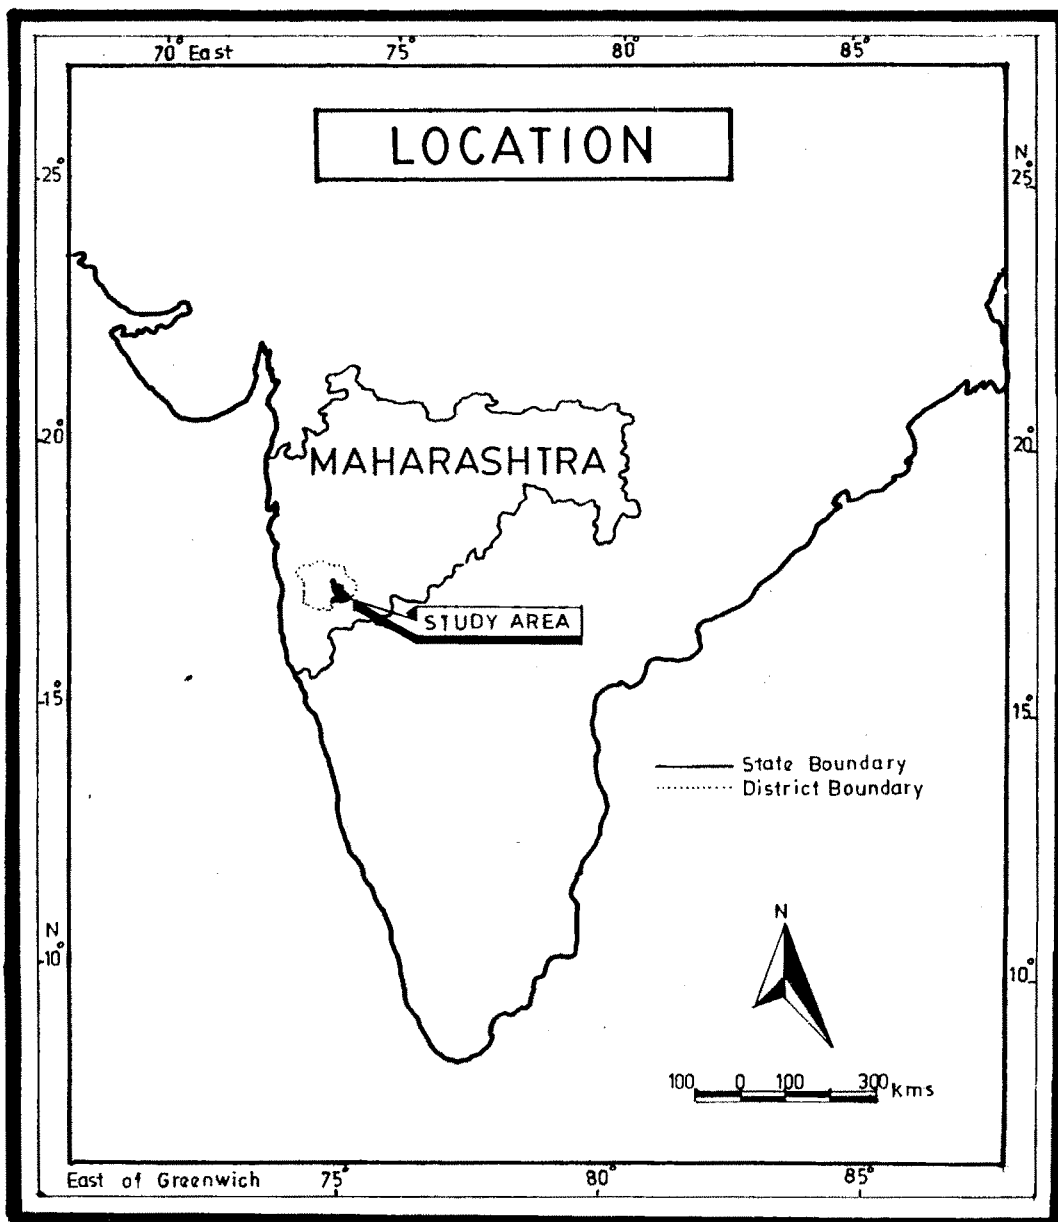 70° East 75° 80° 85°
LOCATION
N
25° 25°
20° 20°
MAHARASHTRA
STUDY AREA
15° 15°
State Boundary
District Boundary
N
N
10° 10°
100 0 100 300 Kms
East of Greenwich 75° 80° 85°